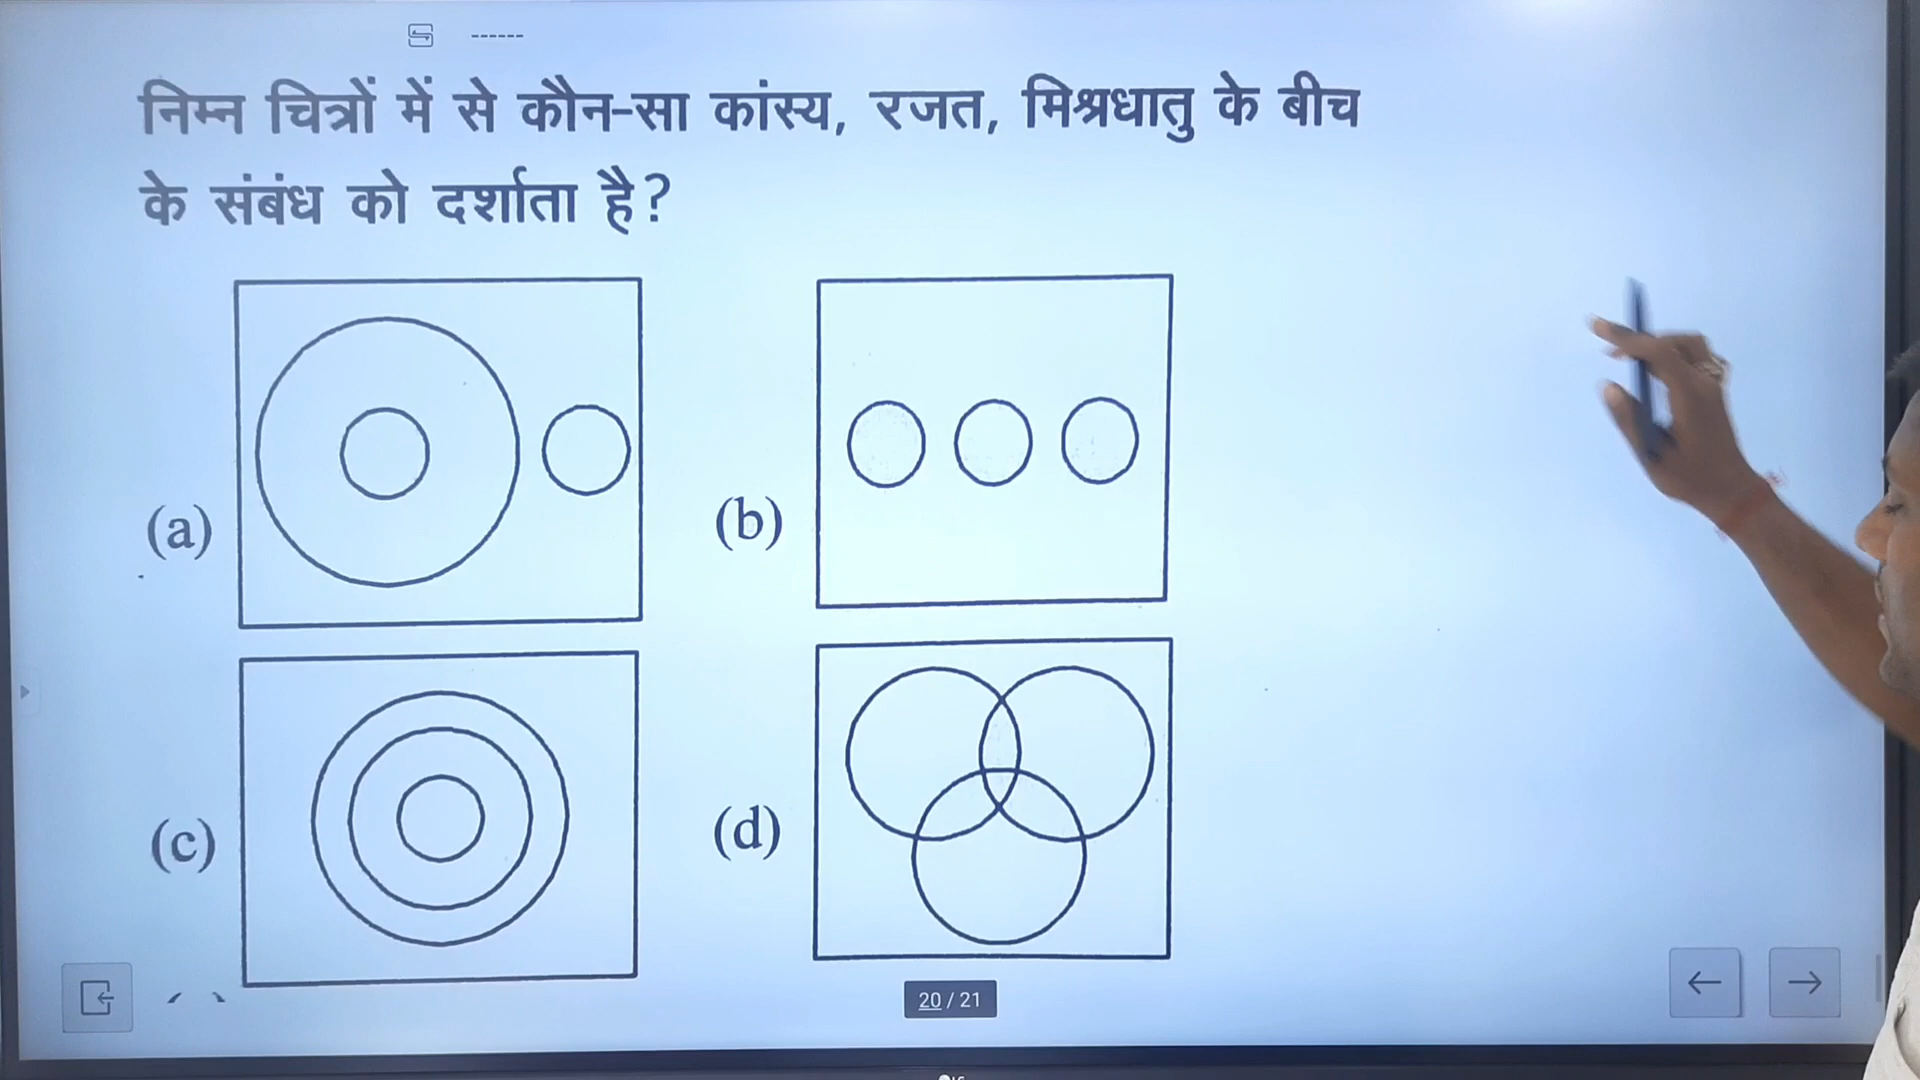 ------
निम्न चित्रों में से कौन-सा कांस्य, रजत, मिश्रधातु के बीच
के संबंध को दर्शाता है?
(a)
(b)
(c)
(d)
20 / 21